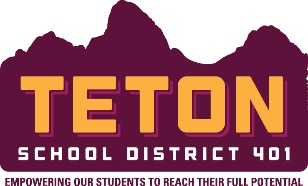 TETON
SCHOOL DISTRICT 401
EMPOWERING OUR STUDENTS TO REACH THEIR FULL POTENTIAL